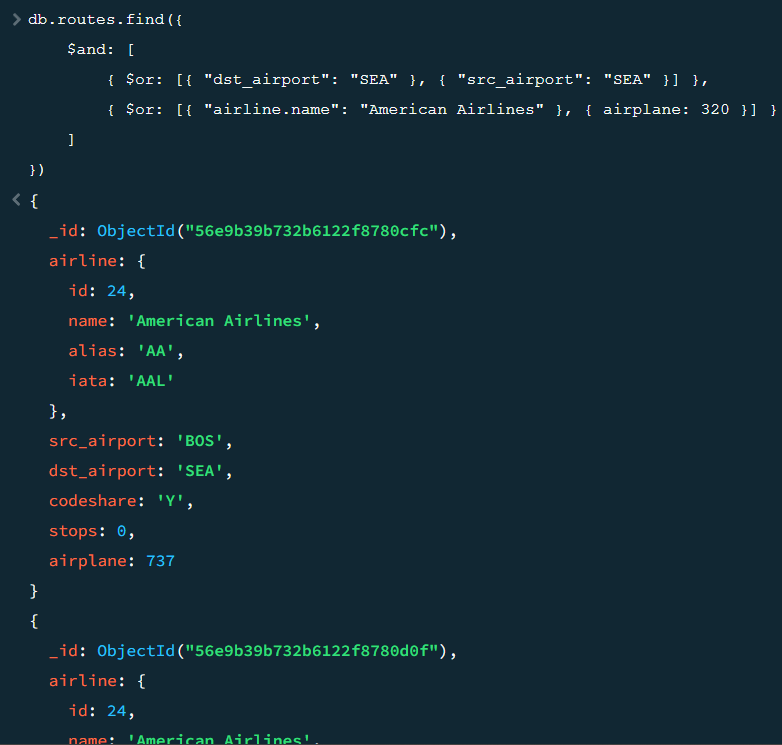 db.routes.find({
$and: [
{ $or: [{ "dst_airport": "SEA" }, { "src_airport": "SEA" }] },
{ $or: [{ "airline.name": "American Airlines" }, { airplane: 320 }] }
]
})
{
_id: ObjectId("56e9b39b732b6122f8780cfc"),
airline: {
id: 24,
name: 'American Airlines',
alias: 'AA',
iata: 'AAL'
},
src_airport: 'BOS',
dst_airport: 'SEA',
codeshare: 'Y',
stops: 0,
airplane: 737
}
{
_id: ObjectId("56e9b39b732b6122f8780d0f"),
airline: {
id: 24,
name: 'American Airlines',